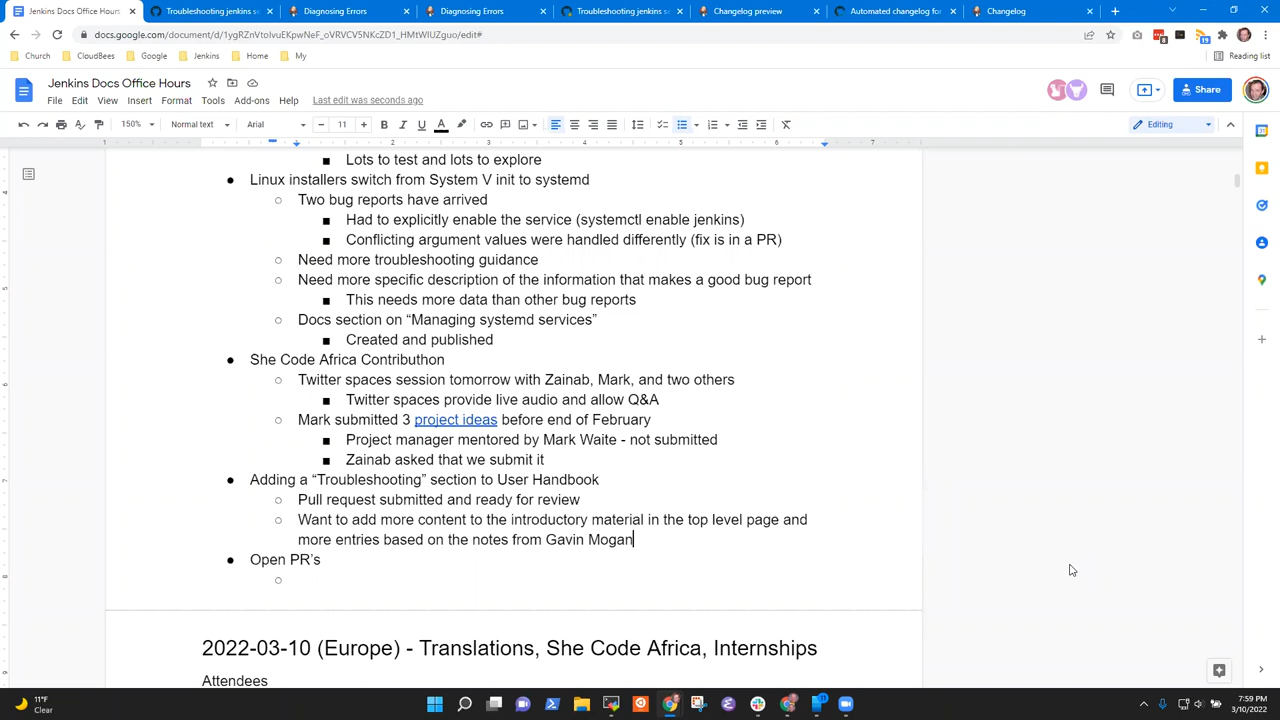 Jenkins Docs Office Hours
Troubleshooting jenkins s
Diagnosing Errors
Diagnosing Errors
Troubleshooting jenkins s
Changelog preview
Automated changelog for
Changelog
docs.google.com/document/d/1ygRZnVtoIvuEKpwNeF_oVRVCV5NKcZD1_HMtWIUZguo/edit#
Church
CloudBees
Google
Jenkins
Home
My
Reading list
Jenkins Docs Office Hours
File Edit View Insert Format Tools Add-ons Help Last edit was seconds ago
Share
150% Normal text Arial 11 Editing
1 1 2 3 4 5 6 7
Lots to test and lots to explore
Linux installers switch from System V init to systemd
Two bug reports have arrived
Had to explicitly enable the service (systemctl enable jenkins)
Conflicting argument values were handled differently (fix is in a PR)
Need more troubleshooting guidance
Need more specific description of the information that makes a good bug report
This needs more data than other bug reports
Docs section on “Managing systemd services”
Created and published
She Code Africa Contributhon
Twitter spaces session tomorrow with Zainab, Mark, and two others
Twitter spaces provide live audio and allow Q&A
Mark submitted 3 project ideas before end of February
Project manager mentored by Mark Waite - not submitted
Zainab asked that we submit it
Adding a “Troubleshooting” section to User Handbook
Pull request submitted and ready for review
Want to add more content to the introductory material in the top level page and
more entries based on the notes from Gavin Mogan
Open PR’s
2022-03-10 (Europe) - Translations, She Code Africa, Internships
Attendees
11°F
Clear
7:59 PM
3/10/2022